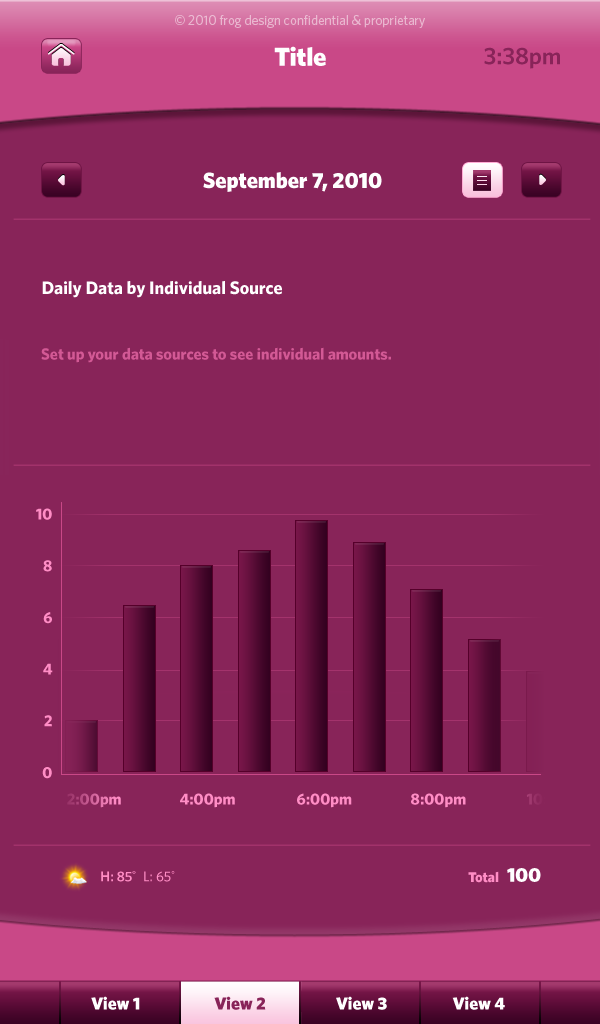 © 2010 frog design confidential & proprietary
Title 3:38pm
September 7, 2010
Daily Data by Individual Source
Set up your data sources to see individual amounts.
10
8
6
4
2
0
2:00pm 4:00pm 6:00pm 8:00pm 10
H: 85° L: 65° Total 100
View 1 View 2 View 3 View 4